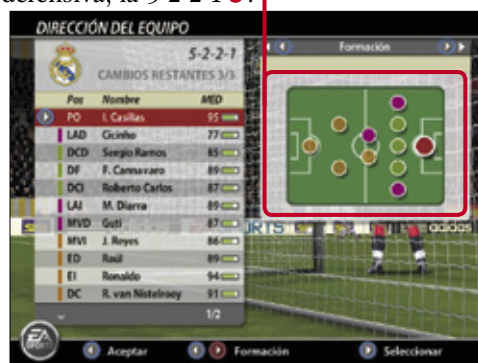 defensiva, la 5-2-2-1
DIRECCIÓN DEL EQUIPO
5-2-2-1
CAMBIOS RESTANTES 3/3
Formación
Pos Nombre MED
PO I. Casillas 95
LAD Cicinho 77
DCD Sergio Ramos 85
DF F. Cannavaro 89
DCI Roberto Carlos 87
LAI M. Diarra 89
MVD Guti 87
MVI J. Reyes 86
ED Raúl 89
EI Ronaldo 94
DC R. van Nistelrooy 91
1/2
adidas
EA
Aceptar Formación Seleccionar